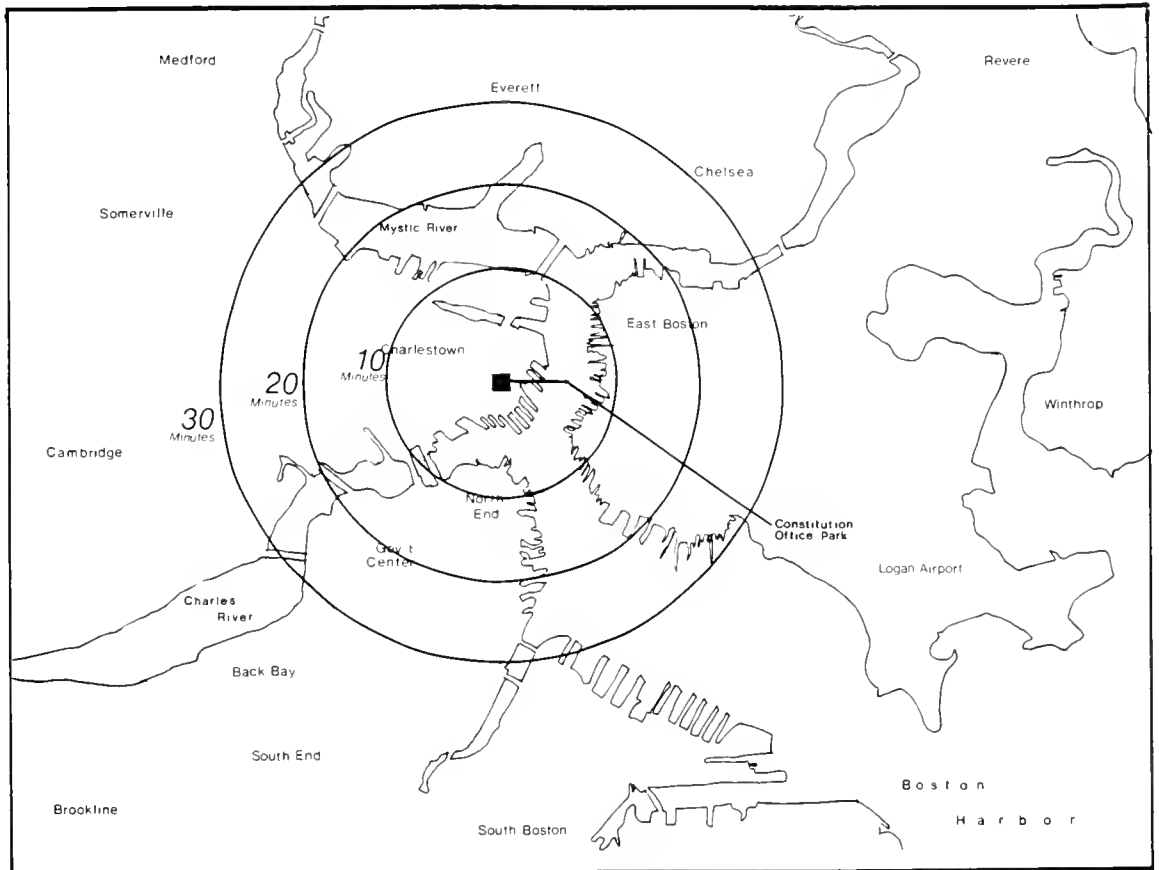 Medford
Revere
Everett
Chelsea
Somerville
Mystic River
East Boston
Charlestown
10
Minutes
20
Minutes
30
Minutes
Winthrop
Cambridge
North
End
Constitution
Office Park
Gov't
Center
Logan Airport
Charles
River
Back Bay
South End
Boston
Harbor
Brookline
South Boston